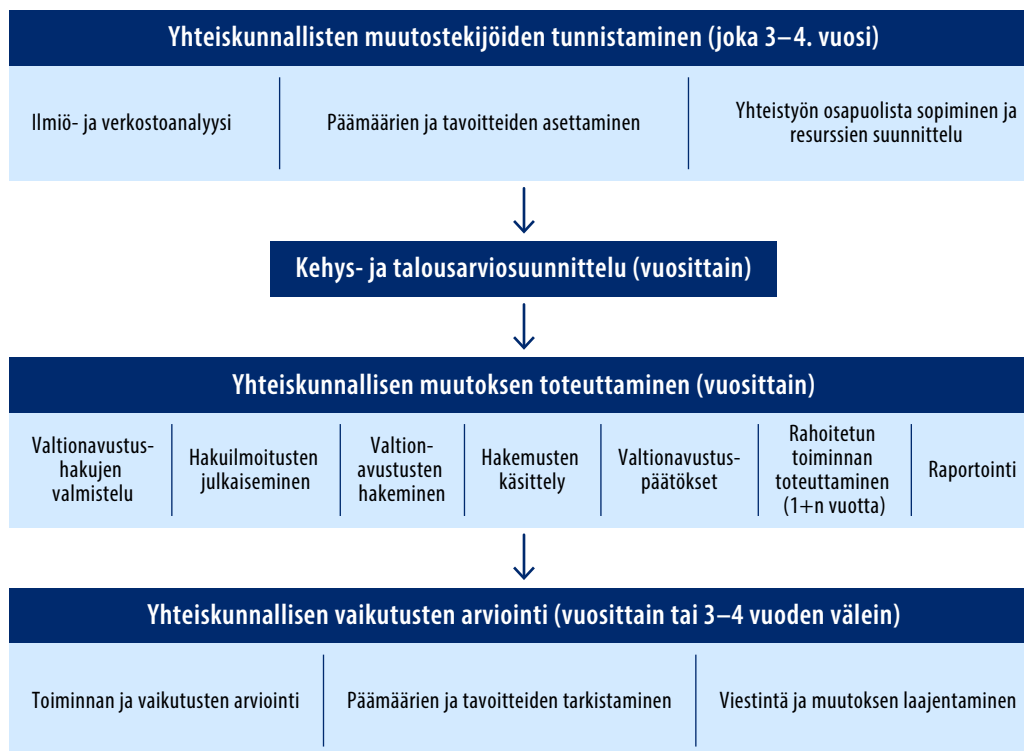 Yhteiskunnallisten muutostekijöiden tunnistaminen (joka 3–4. vuosi)
Ilmiö- ja verkostoanalyysi
Päämäärien ja tavoitteiden asettaminen
Yhteistyön osapuolista sopiminen ja
resurssien suunnittelu
Kehys- ja talousarviosuunnittelu (vuosittain)
Yhteiskunnallisen muutoksen toteuttaminen (vuosittain)
Valtionavustus-
hakujen
valmistelu
Hakuilmoitusten
julkaiseminen
Valtion-
avustusten
hakeminen
Hakemusten
käsittely
Valtionavustus-
päätökset
Rahoitetun
toiminnan
toteuttaminen
(1+n vuotta)
Raportointi
Yhteiskunnallisen vaikutusten arviointi (vuosittain tai 3–4 vuoden välein)
Toiminnan ja vaikutusten arviointi
Päämäärien ja tavoitteiden tarkistaminen
Viestintä ja muutoksen laajentaminen